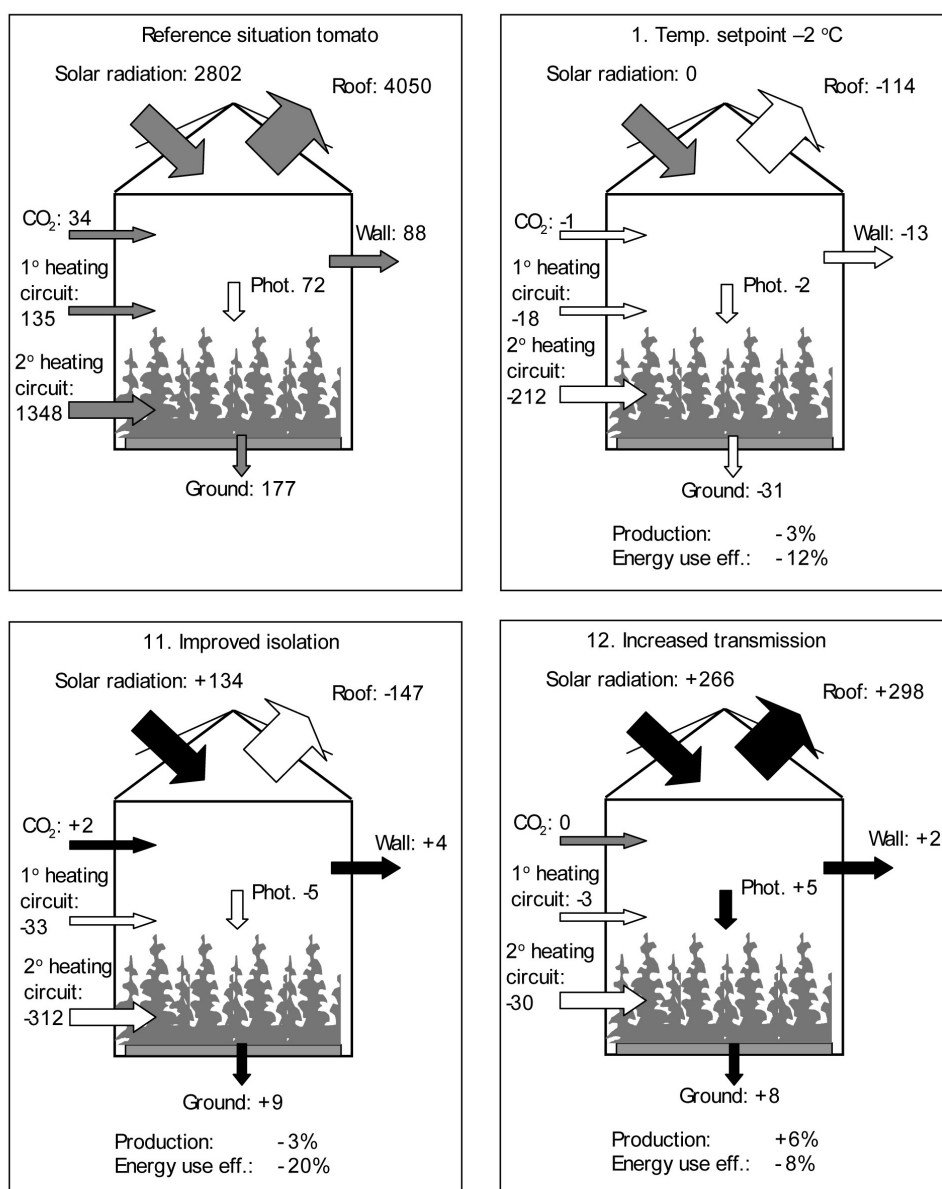 Reference situation tomato
Solar radiation: 2802
Roof: 4050
CO₂: 34
Wall: 88
1° heating
circuit:
135
Phot. 72
2° heating
circuit:
1348
Ground: 177
1. Temp. setpoint –2 °C
Solar radiation: 0
Roof: -114
CO₂: -1
Wall: -13
1° heating
circuit:
-18
Phot. -2
2° heating
circuit:
-212
Ground: -31
Production: - 3%
Energy use eff.: - 12%
11. Improved isolation
Solar radiation: +134
Roof: -147
CO₂: +2
Wall: +4
1° heating
circuit:
-33
Phot. -5
2° heating
circuit:
-312
Ground: +9
Production: - 3%
Energy use eff.: - 20%
12. Increased transmission
Solar radiation: +266
Roof: +298
CO₂: 0
Wall: +2
1° heating
circuit: -3
Phot. +5
2° heating
circuit:
-30
Ground: +8
Production: +6%
Energy use eff.: - 8%